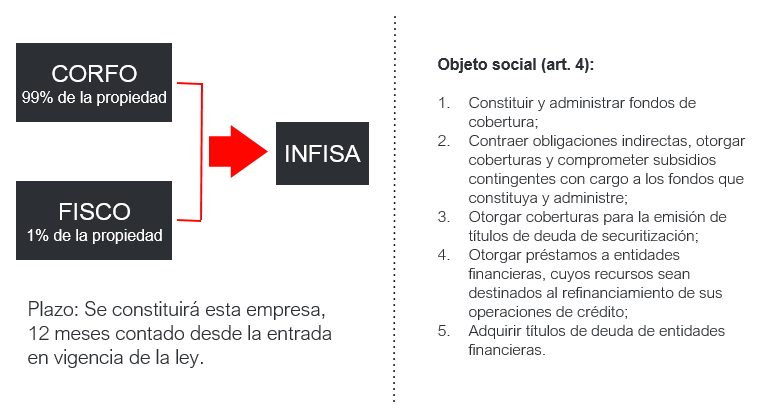 CORFO
99% de la propiedad
INFISA
FISCO
1% de la propiedad
Plazo: Se constituirá esta empresa,
12 meses contado desde la entrada
en vigencia de la ley.
Objeto social (art. 4):
1. Constituir y administrar fondos de
cobertura;
2. Contraer obligaciones indirectas, otorgar
coberturas y comprometer subsidios
contingentes con cargo a los fondos que
constituya y administre;
3. Otorgar coberturas para la emisión de
títulos de deuda de securitización;
4. Otorgar préstamos a entidades
financieras, cuyos recursos sean
destinados al refinanciamiento de sus
operaciones de crédito;
5. Adquirir títulos de deuda de entidades
financieras.